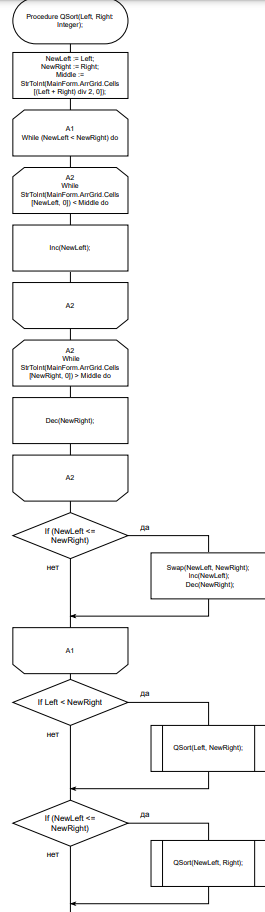 Procedure QSort(Left, Right:
Integer);
NewLeft := Left;
NewRight := Right;
Middle :=
StrToInt(MainForm.ArrGrid.Cells
[(Left + Right) div 2, 0]);
A1
While (NewLeft < NewRight) do
A2
While
StrToInt(MainForm.ArrGrid.Cells
[NewLeft, 0]) < Middle do
Inc(NewLeft);
A2
A2
While
StrToInt(MainForm.ArrGrid.Cells
[NewRight, 0]) > Middle do
Dec(NewRight);
A2
If (NewLeft <=
NewRight)
да
нет
Swap(NewLeft, NewRight);
Inc(NewLeft);
Dec(NewRight);
A1
If Left < NewRight
да
нет
QSort(Left, NewRight);
If (NewLeft <=
NewRight)
да
нет
QSort(NewLeft, Right);